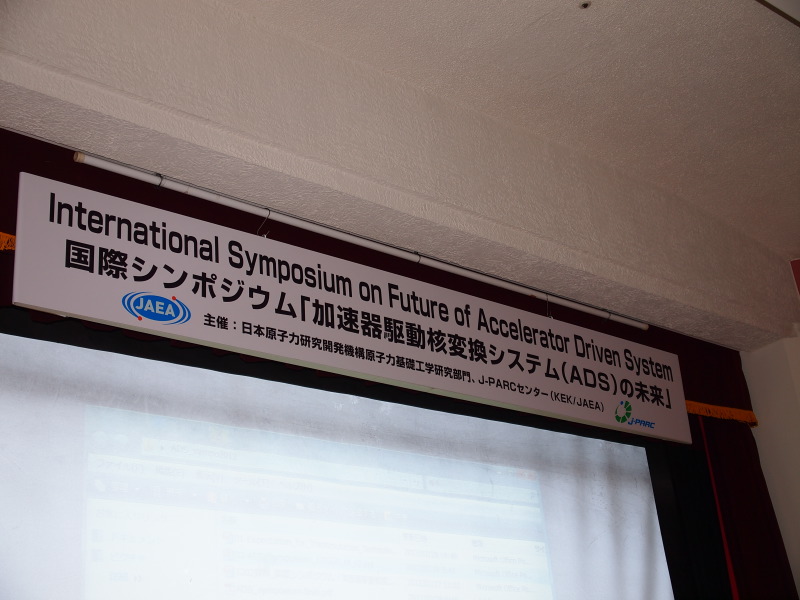 International Symposium on Future of Accelerator Driven System
国際シンポジウム「加速器駆動核変換システム(ADS)の未来」
JAEA
主催:日本原子力研究開発機構原子力基礎工学研究部門、J-PARCセンター(KEK/JAEA)
J-PARC